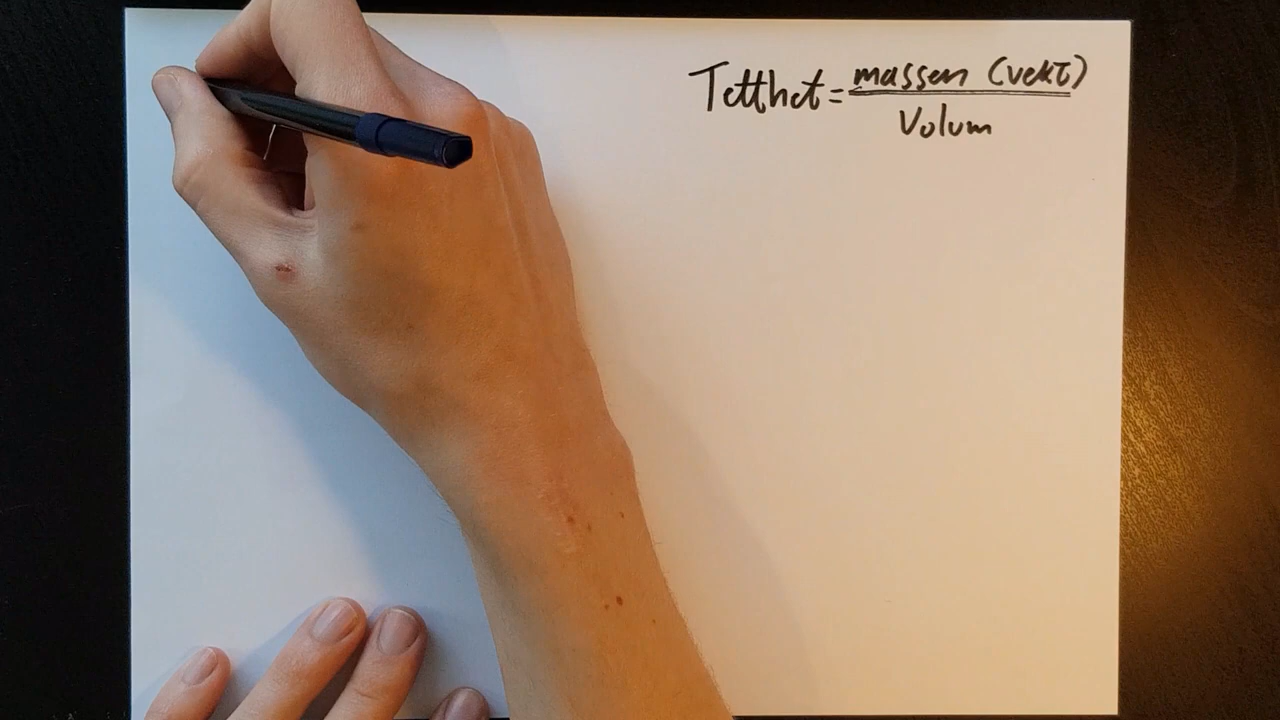 Tetthet = massen (vekt)
Volum